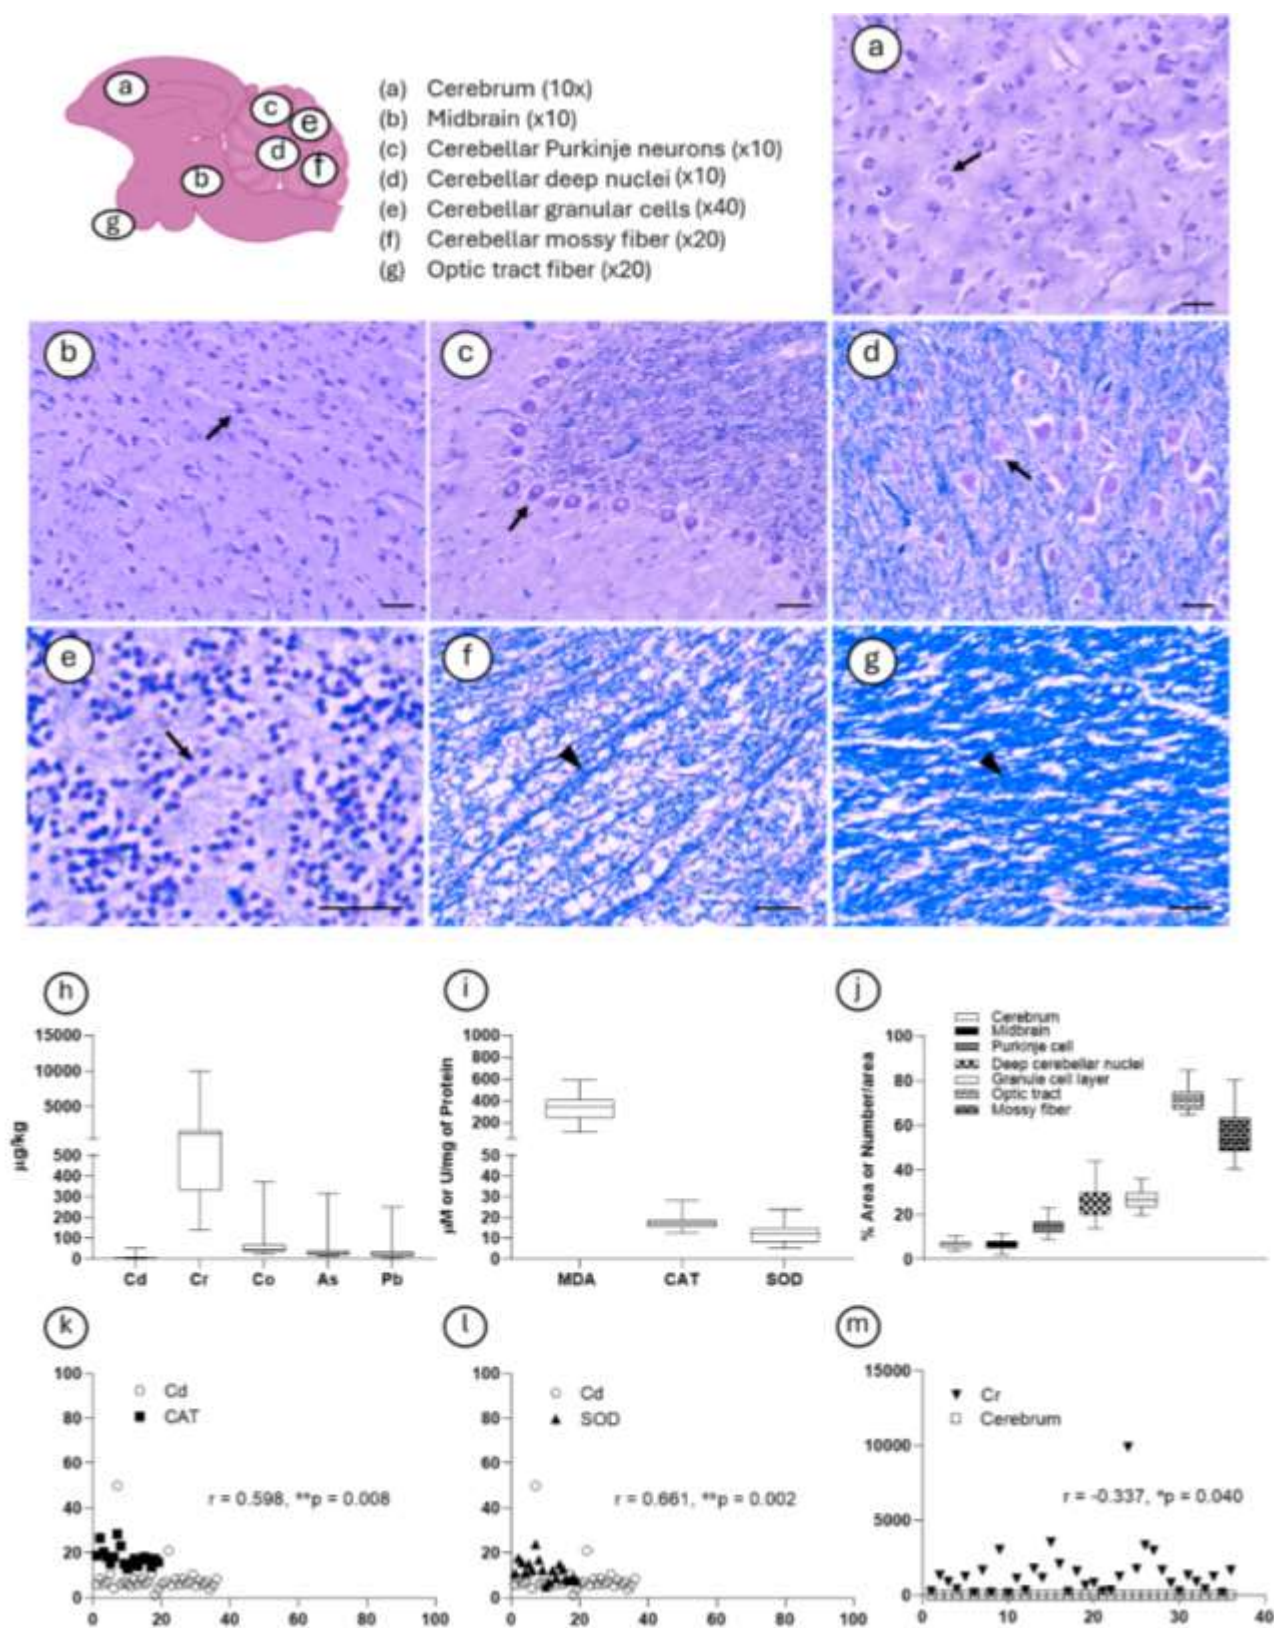 a
a
b
c
d
e
f
g
(a) Cerebrum (10x)
(b) Midbrain (x10)
(c) Cerebellar Purkinje neurons (x10)
(d) Cerebellar deep nuclei (x10)
(e) Cerebellar granular cells (x40)
(f) Cerebellar mossy fiber (x20)
(g) Optic tract fiber (x20)
b
c
d
e
f
g
h
15000
10000
5000
500
400
300
200
100
0
µg/kg
Cd Cr Co As Pb
i
1000
800
600
400
200
50
40
30
20
10
0
µM or U/mg of Protein
MDA CAT SOD
j
Cerebrum
Midbrain
Purkinje cell
Deep cerebellar nuclei
Granule cell layer
Optic tract
Mossy fiber
100
80
60
40
20
0
% Area or Number/area
k
100
80
60
40
20
0
Cd
CAT
r = 0.598, **p = 0.008
0 20 40 60 80 100
l
100
80
60
40
20
0
Cd
SOD
r = 0.661, **p = 0.002
0 20 40 60 80 100
m
15000
10000
5000
0
Cr
Cerebrum
r = -0.337, *p = 0.040
0 10 20 30 40